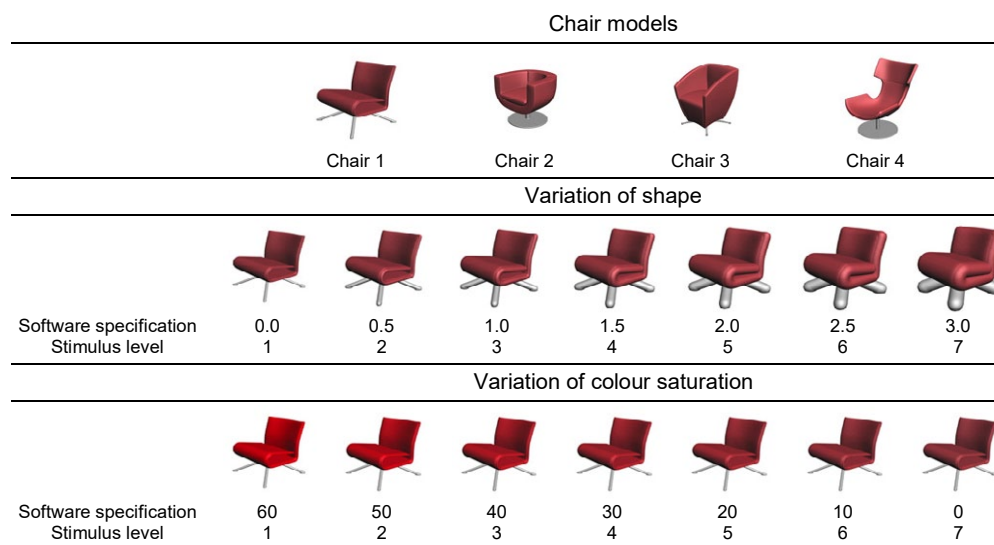 Chair models
Chair 1 Chair 2 Chair 3 Chair 4
Variation of shape
Software specification 0.0 0.5 1.0 1.5 2.0 2.5 3.0
Stimulus level 1 2 3 4 5 6 7
Variation of colour saturation
Software specification 60 50 40 30 20 10 0
Stimulus level 1 2 3 4 5 6 7